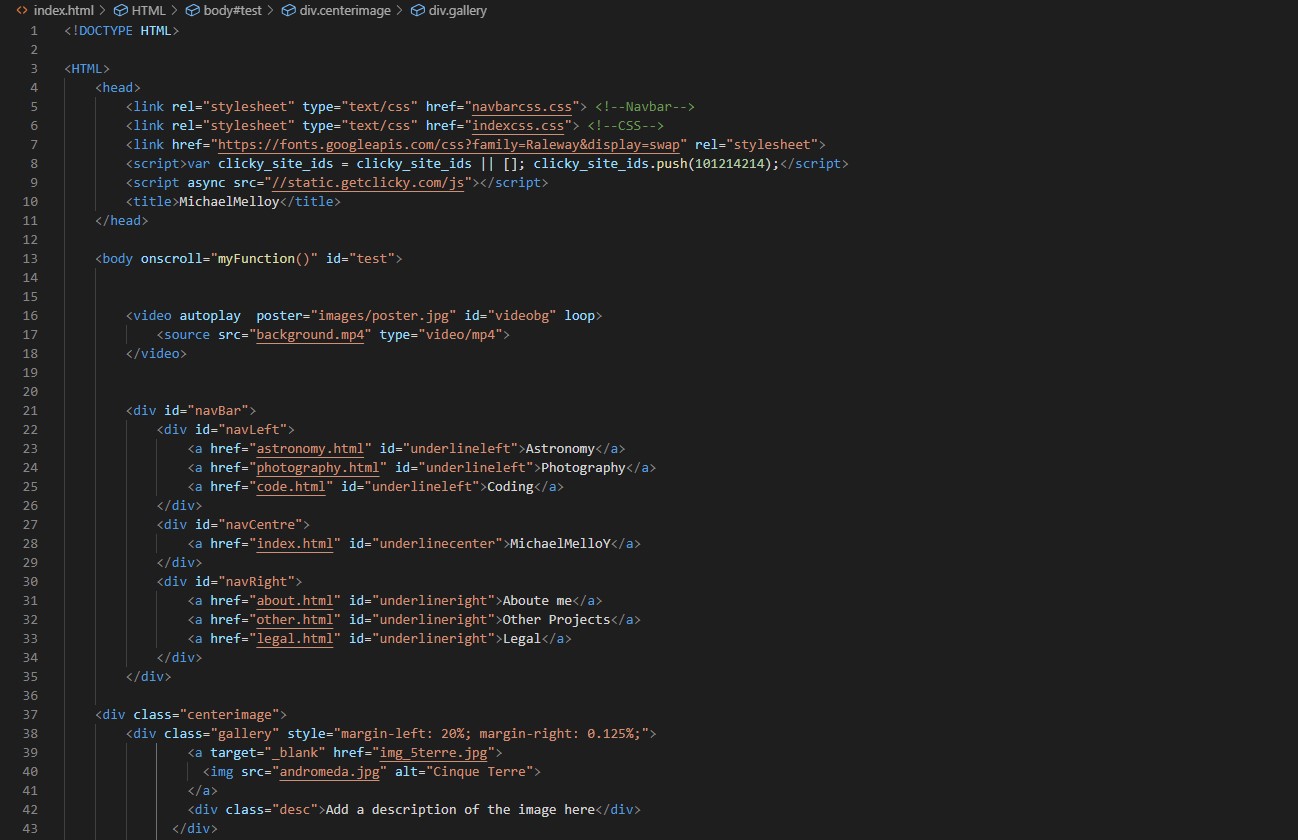 index.html > HTML > body#test > div.centerimage > div.gallery
1 <!DOCTYPE HTML>
2
3 <HTML>
4 <head>
5 <link rel="stylesheet" type="text/css" href="navbarcss.css"> <!--Navbar-->
6 <link rel="stylesheet" type="text/css" href="indexcss.css"> <!--CSS-->
7 <link href="https://fonts.googleapis.com/css?family=Raleway&display=swap" rel="stylesheet">
8 <script>var clicky_site_ids = clicky_site_ids || []; clicky_site_ids.push(101214214);</script>
9 <script async src="//static.getclicky.com/js"></script>
10 <title>MichaelMelloy</title>
11 </head>
12
13 <body onscroll="myFunction()" id="test">
14
15
16 <video autoplay  poster="images/poster.jpg" id="videobg" loop>
17 <source src="background.mp4" type="video/mp4">
18 </video>
19
20
21 <div id="navBar">
22 <div id="navLeft">
23 <a href="astronomy.html" id="underlineleft">Astronomy</a>
24 <a href="photography.html" id="underlineleft">Photography</a>
25 <a href="code.html" id="underlineleft">Coding</a>
26 </div>
27 <div id="navCentre">
28 <a href="index.html" id="underlinecenter">MichaelMelloY</a>
29 </div>
30 <div id="navRight">
31 <a href="about.html" id="underlineright">Aboute me</a>
32 <a href="other.html" id="underlineright">Other Projects</a>
33 <a href="legal.html" id="underlineright">Legal</a>
34 </div>
35 </div>
36
37 <div class="centerimage">
38 <div class="gallery" style="margin-left: 20%; margin-right: 0.125%;">
39 <a target="_blank" href="img_5terre.jpg">
40 <img src="andromeda.jpg" alt="Cinque Terre">
41 </a>
42 <div class="desc">Add a description of the image here</div>
43 </div>